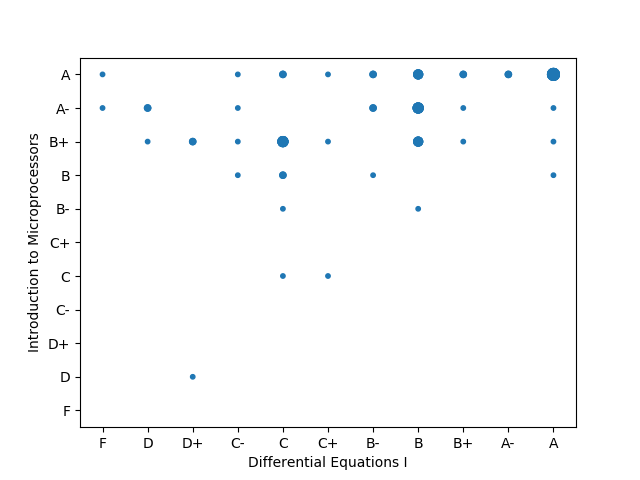 A
A-
B+
B
B-
C+
C
C-
D+
D
F
Introduction to Microprocessors
F D D+ C- C C+ B- B B+ A- A
Differential Equations I